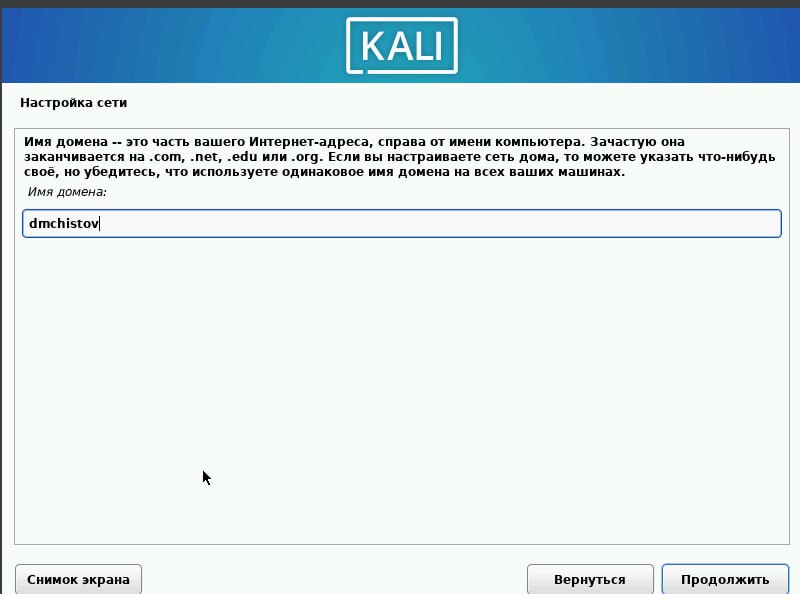 KALI
Настройка сети
Имя домена -- это часть вашего Интернет-адреса, справа от имени компьютера. Зачастую она
заканчивается на .com, .net, .edu или .org. Если вы настраиваете сеть дома, то можете указать что-нибудь
своё, но убедитесь, что используете одинаковое имя домена на всех ваших машинах.
Имя домена:
dmchistov
Снимок экрана
Вернуться
Продолжить